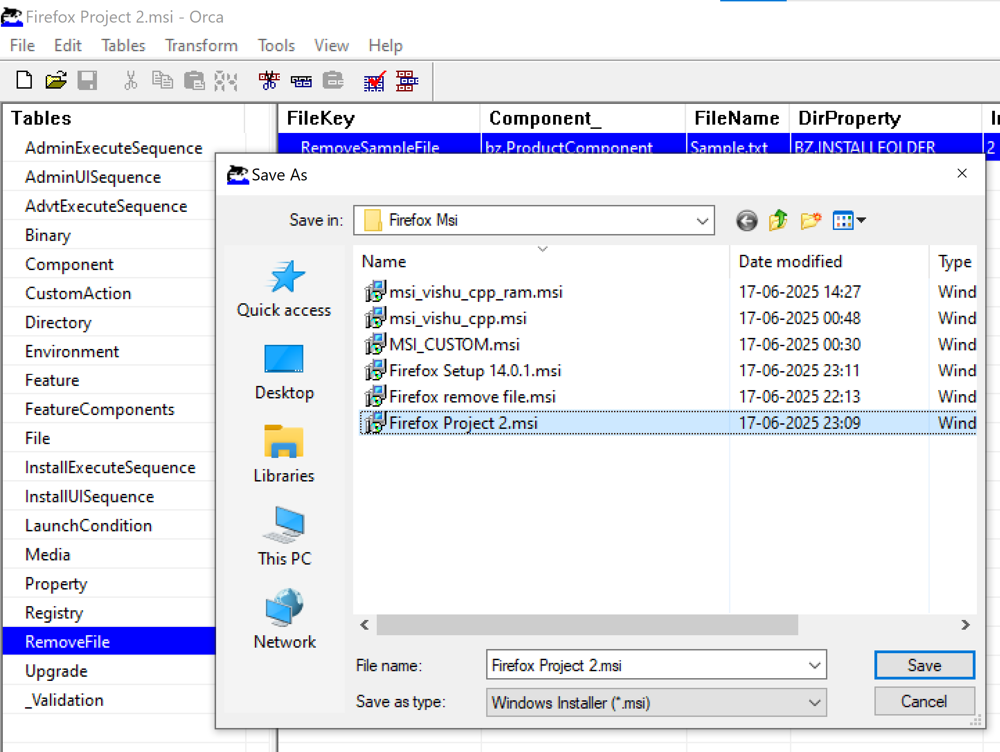 Firefox Project 2.msi - Orca
File Edit Tables Transform Tools View Help
Tables
FileKey Component_ FileName DirProperty
RemoveSampleFile bz.ProductComponent Sample.txt BZ.INSTALLFOLDER 2
AdminExecuteSequence
AdminUISequence
AdvtExecuteSequence
Binary
Component
CustomAction
Directory
Environment
Feature
FeatureComponents
File
InstallExecuteSequence
InstallUISequence
LaunchCondition
Media
Property
Registry
RemoveFile
Upgrade
_Validation
Save As
Save in: Firefox Msi
Quick access
Desktop
Libraries
This PC
Network
Name Date modified Type
msi_vishu_cpp_ram.msi 17-06-2025 14:27 Wind
msi_vishu_cpp.msi 17-06-2025 00:48 Wind
MSI_CUSTOM.msi 17-06-2025 00:30 Wind
Firefox Setup 14.0.1.msi 17-06-2025 23:11 Wind
Firefox remove file.msi 17-06-2025 22:13 Wind
Firefox Project 2.msi 17-06-2025 23:09 Wind
File name: Firefox Project 2.msi Save
Save as type: Windows Installer (*.msi) Cancel